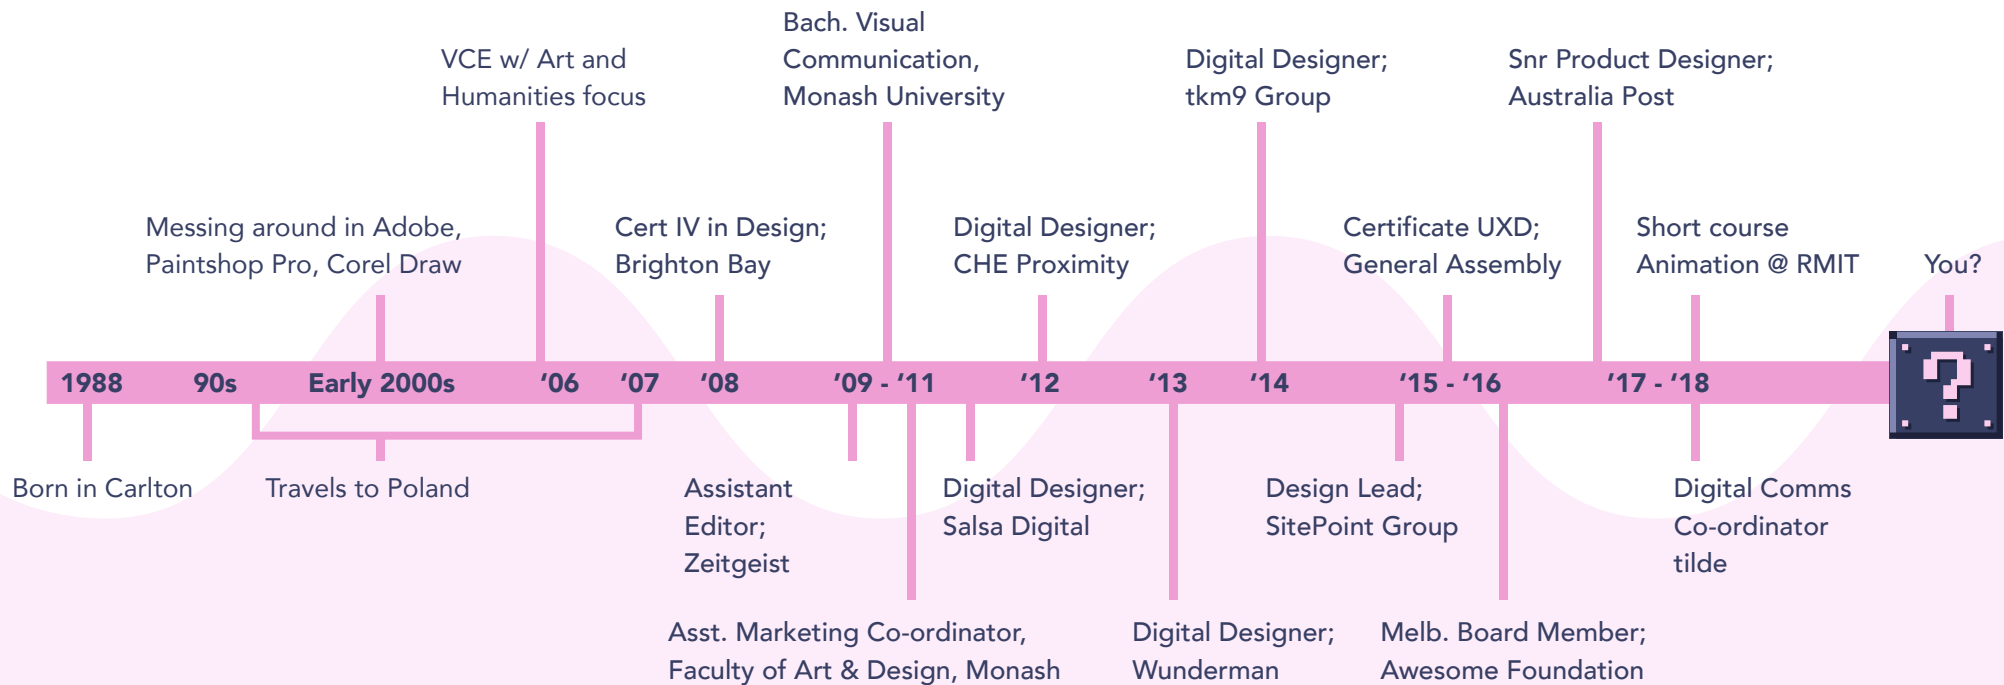 Bach. Visual
Communication,
Monash University
VCE w/ Art and
Humanities focus
Digital Designer;
tkm9 Group
Snr Product Designer;
Australia Post
Messing around in Adobe,
Paintshop Pro, Corel Draw
Cert IV in Design;
Brighton Bay
Digital Designer;
CHE Proximity
Certificate UXD;
General Assembly
Short course
Animation @ RMIT
You?
1988 90s Early 2000s ‘06 ‘07 ‘08 ‘09 - ‘11 ‘12 ‘13 ‘14 ‘15 - ‘16 ‘17 - ‘18 ?
Born in Carlton
Travels to Poland
Assistant
Editor;
Zeitgeist
Digital Designer;
Salsa Digital
Design Lead;
SitePoint Group
Digital Comms
Co-ordinator
tilde
Asst. Marketing Co-ordinator,
Faculty of Art & Design, Monash
Digital Designer;
Wunderman
Melb. Board Member;
Awesome Foundation